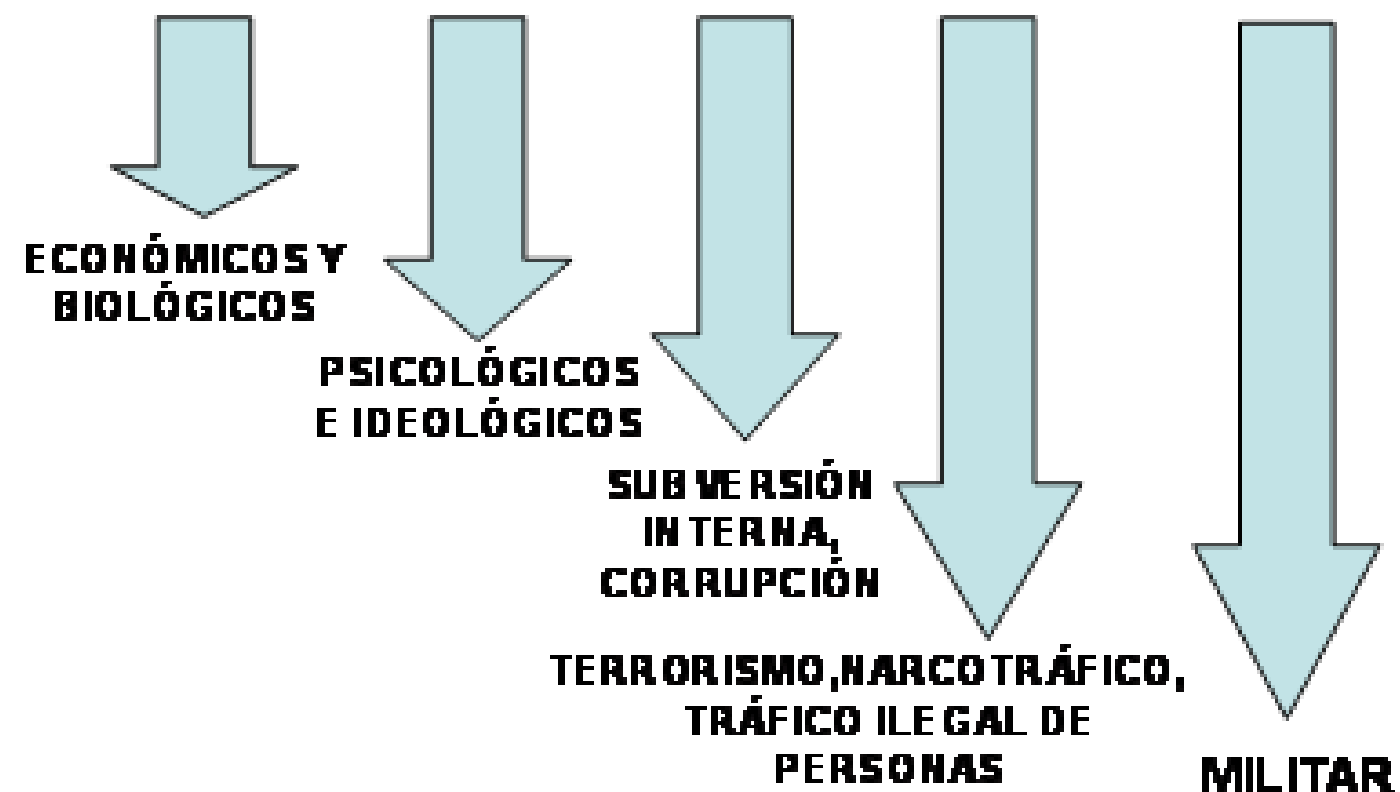 ECONÓMICOS Y
BIOLÓGICOS
PSICOLÓGICOS
E IDEOLÓGICOS
SUBVERSIÓN
INTERNA,
CORRUPCIÓN
TERRORISMO,NARCOTRÁFICO,
TRÁFICO ILEGAL DE
PERSONAS
MILITAR